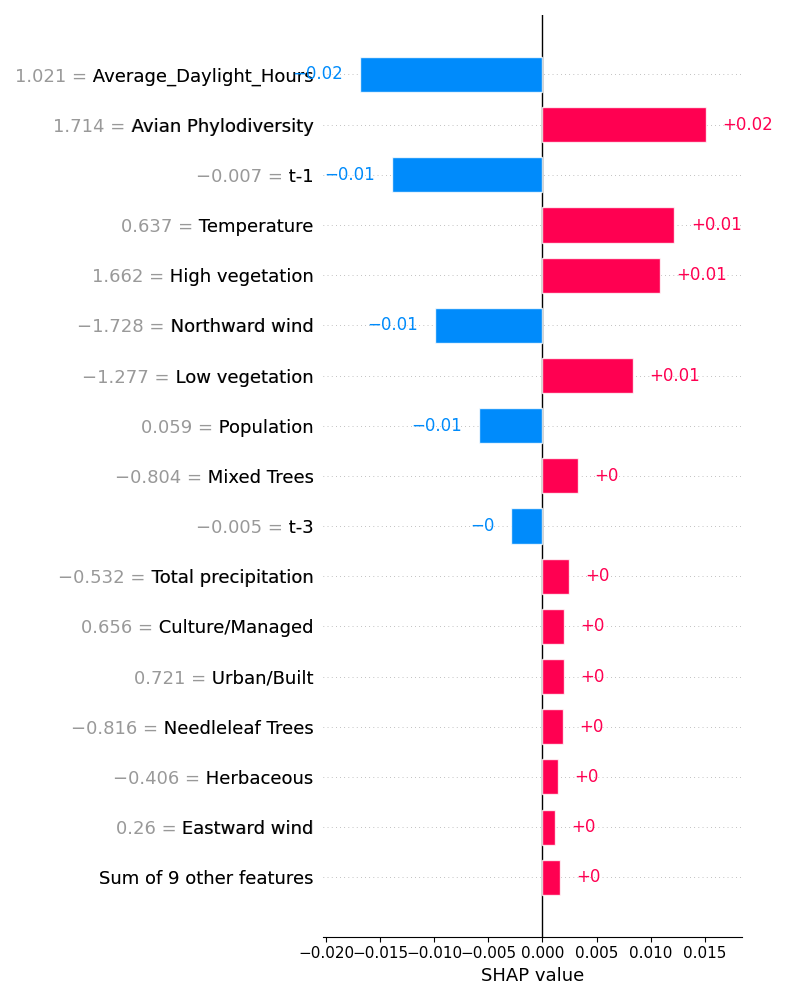 1.021 = Average_Daylight_Hours −0.02
1.714 = Avian Phylodiversity +0.02
−0.007 = t-1 −0.01
0.637 = Temperature +0.01
1.662 = High vegetation +0.01
−1.728 = Northward wind −0.01
−1.277 = Low vegetation +0.01
0.059 = Population −0.01
−0.804 = Mixed Trees +0
−0.005 = t-3 −0
−0.532 = Total precipitation +0
0.656 = Culture/Managed +0
0.721 = Urban/Built +0
−0.816 = Needleleaf Trees +0
−0.406 = Herbaceous +0
0.26 = Eastward wind +0
Sum of 9 other features +0
−0.020 −0.015 −0.010 −0.005 0.000 0.005 0.010 0.015
SHAP value